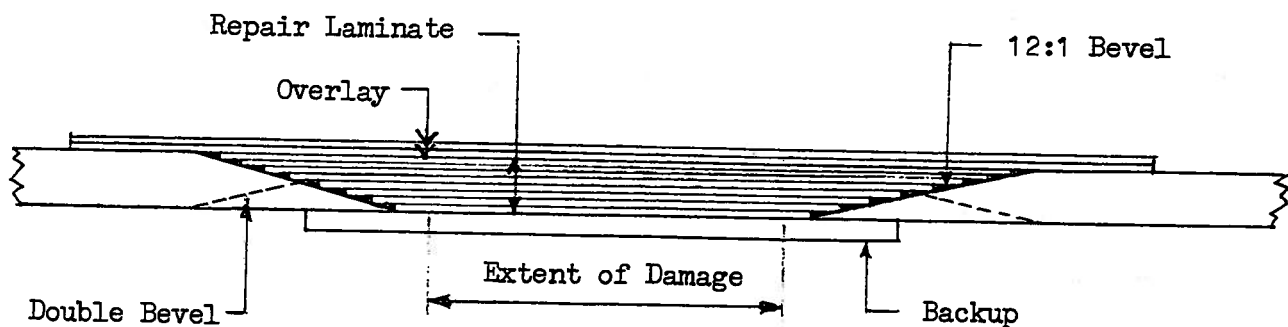 Repair Laminate
12:1 Bevel
Overlay
Extent of Damage
Double Bevel
Backup